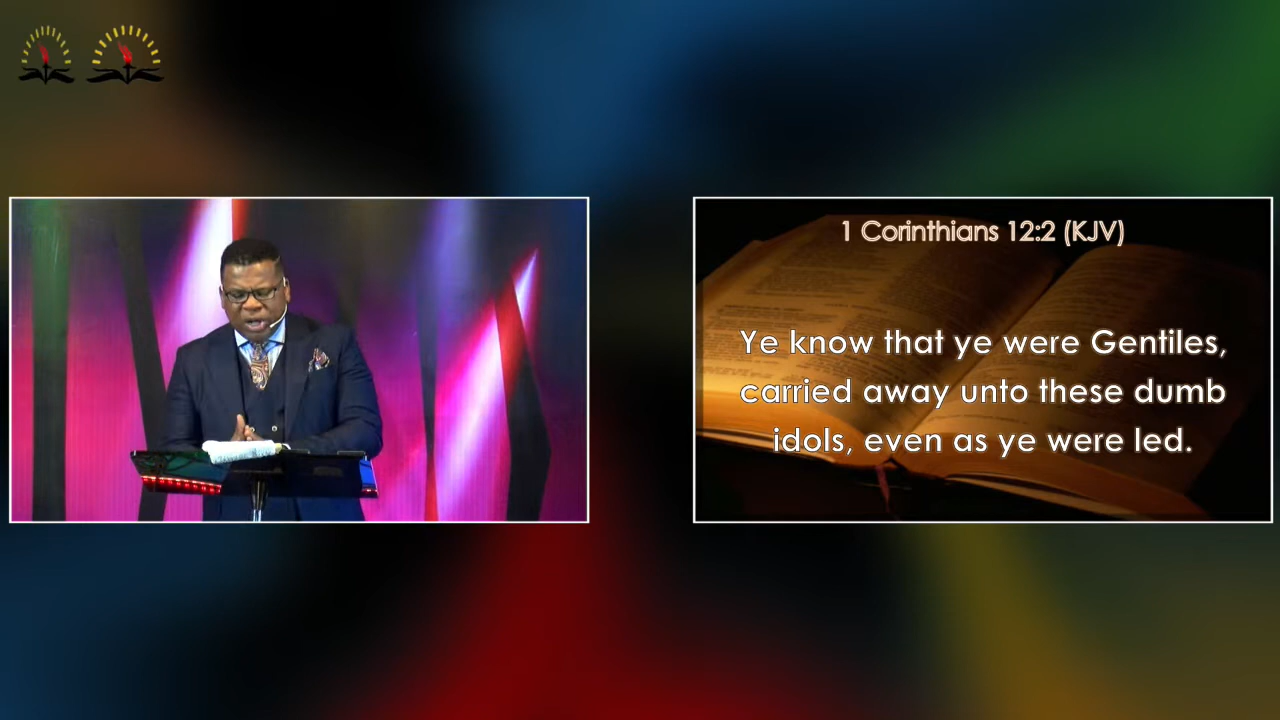 1 Corinthians 12:2 (KJV)
Ye know that ye were Gentiles,
carried away unto these dumb
idols, even as ye were led.